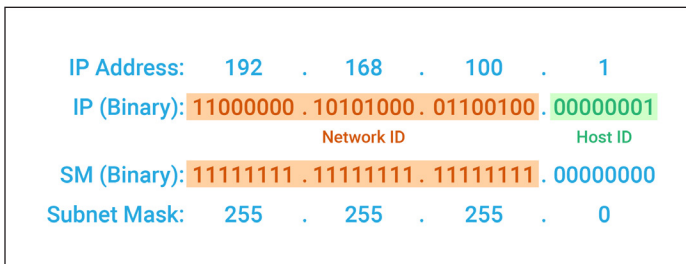 IP Address: 192 . 168 . 100 . 1
IP (Binary): 11000000 . 10101000 . 01100100 . 00000001
Network ID Host ID
SM (Binary): 11111111 . 11111111 . 11111111 . 00000000
Subnet Mask: 255 . 255 . 255 . 0